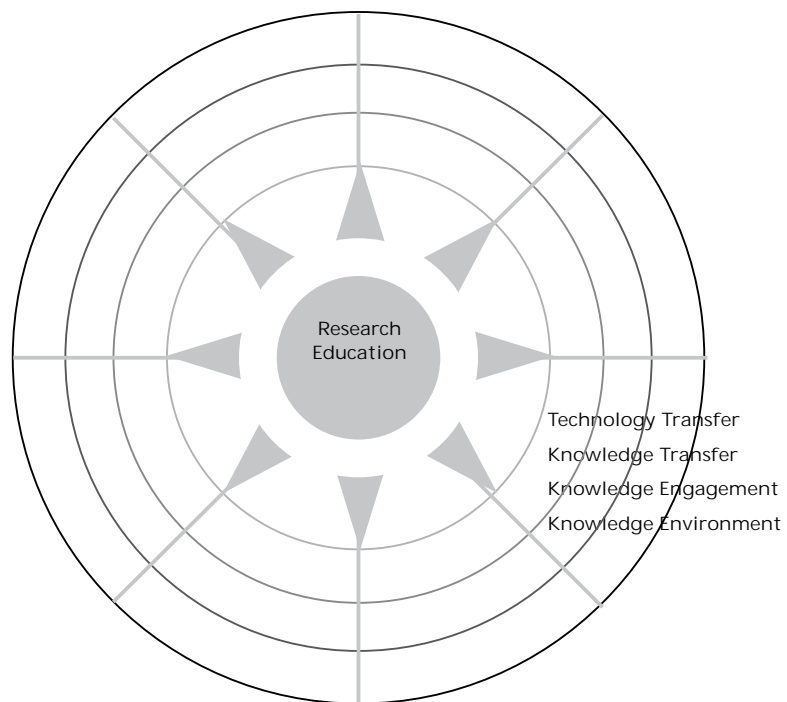 Research
Education
Technology Transfer
Knowledge Transfer
Knowledge Engagement
Knowledge Environment